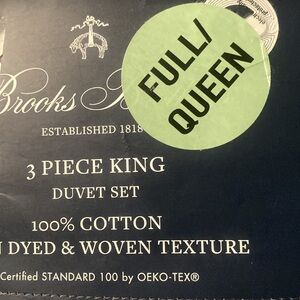 FULL/
QUEEN
Brooks
ESTABLISHED 1818
3 PIECE KING
DUVET SET
100% COTTON
DYED & WOVEN TEXTURE
Certified STANDARD 100 by OEKO-TEX®